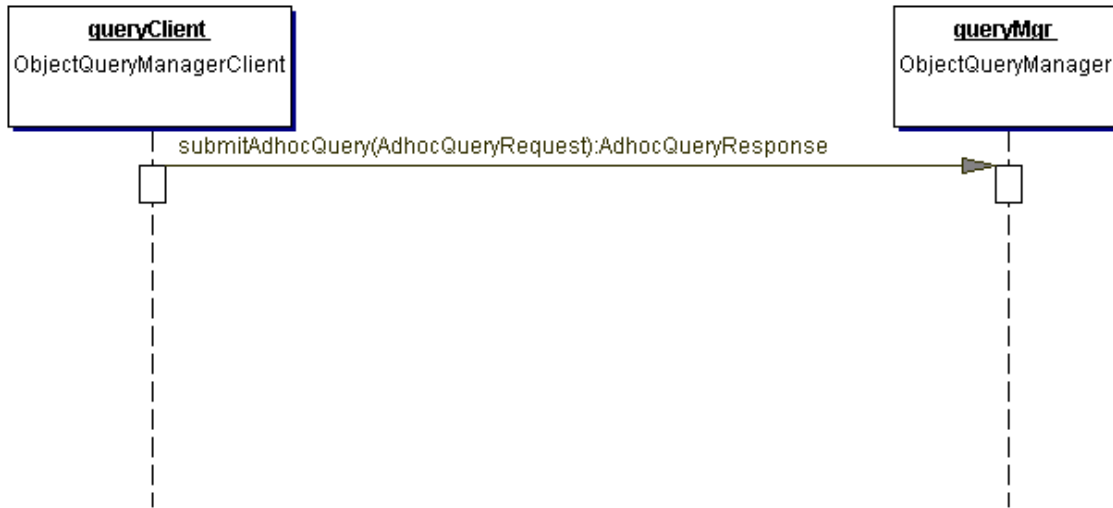 queryClient
ObjectQueryManagerClient
queryMgr
ObjectQueryManager
submitAdhocQuery(AdhocQueryRequest):AdhocQueryResponse